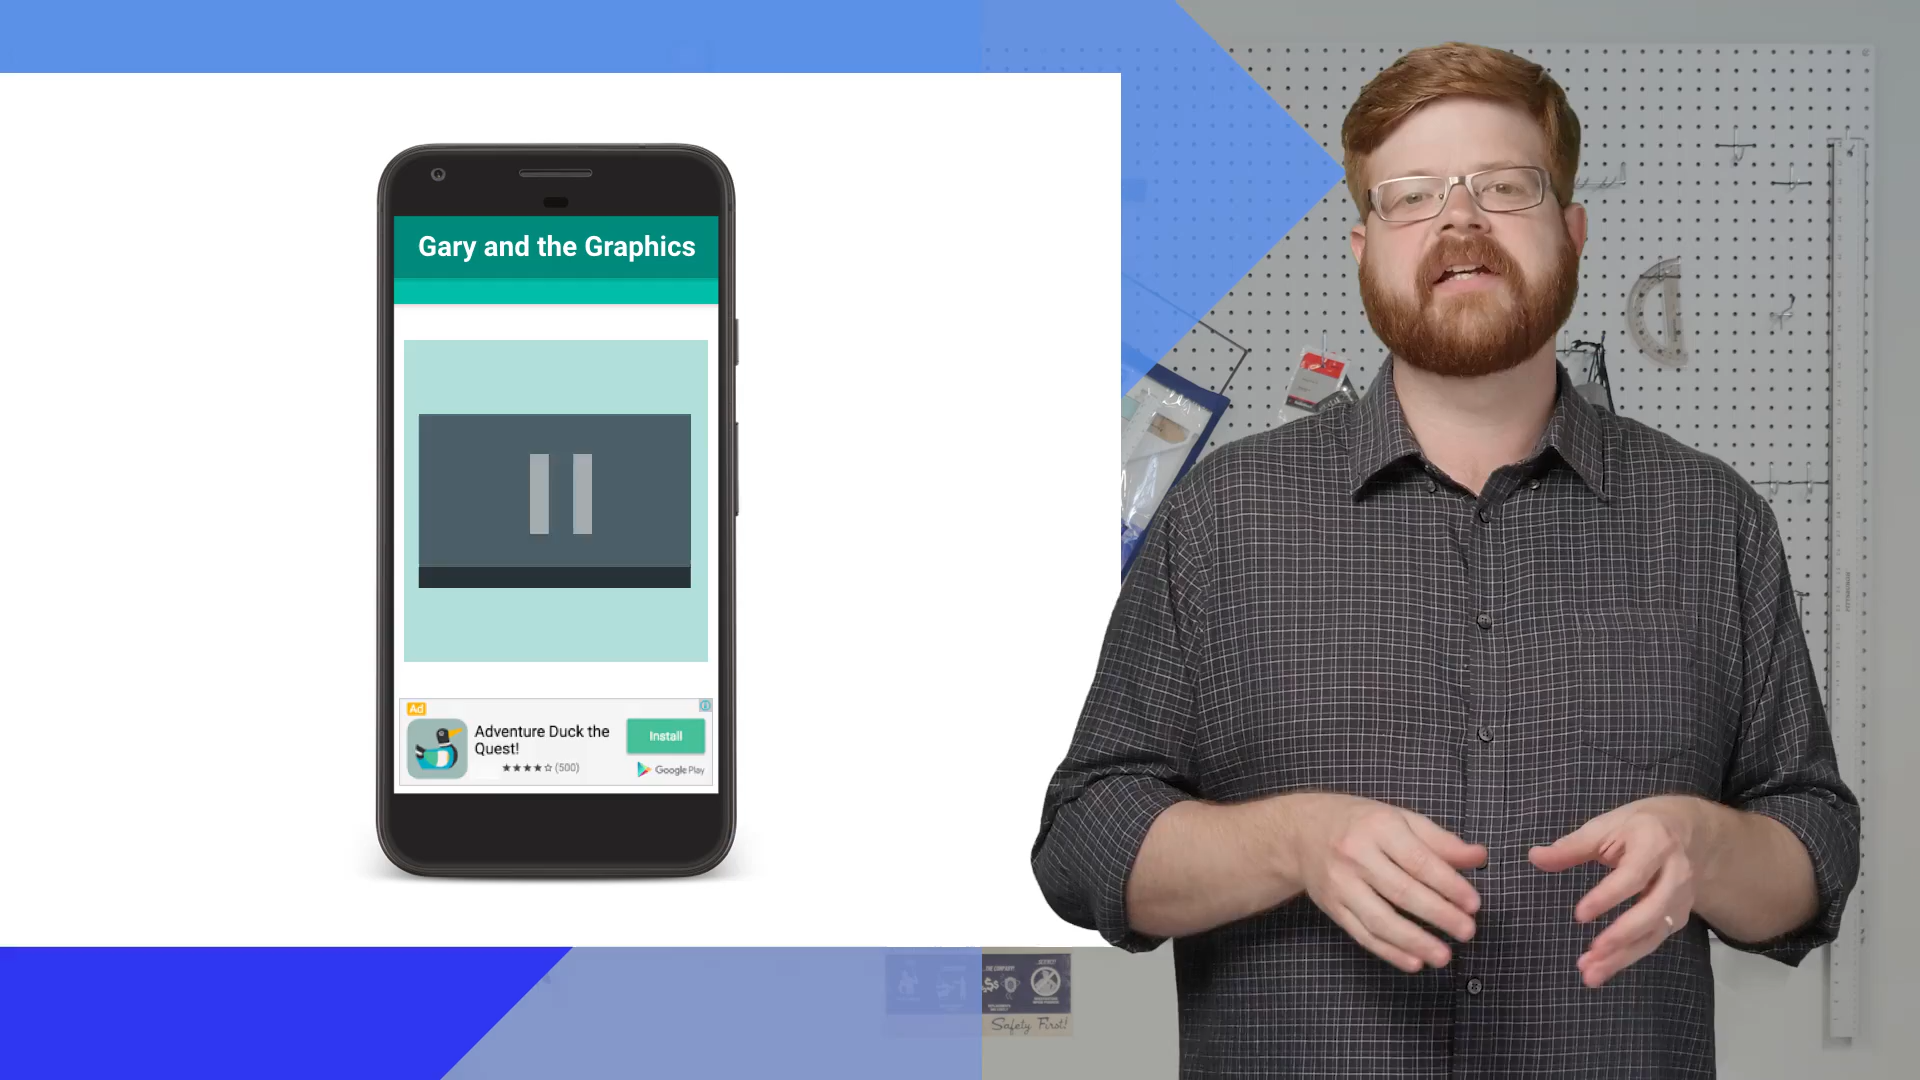 Gary and the Graphics
Ad
Adventure Duck the
Quest!
(500)
Install
Google Play
Safety First!